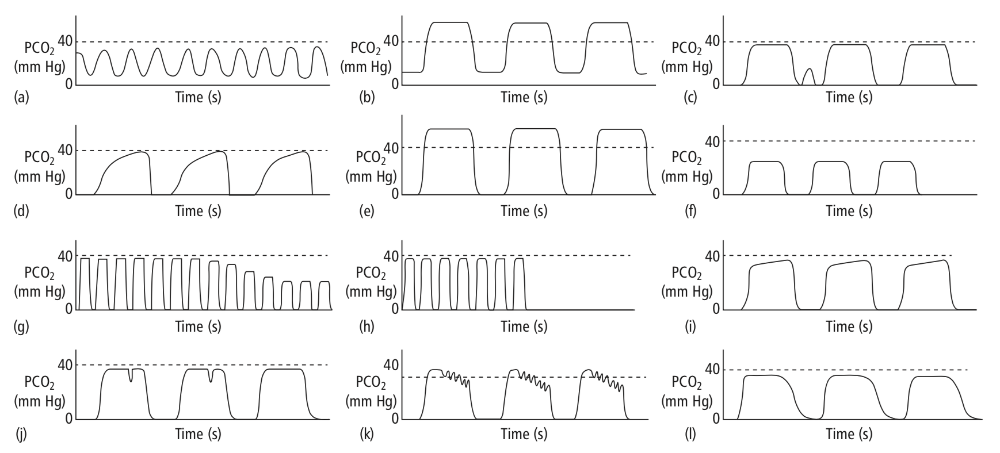 PCO2 40
(mm Hg)
0
(a) Time (s)
PCO2 40
(mm Hg)
0
(b) Time (s)
PCO2 40
(mm Hg)
0
(c) Time (s)
PCO2 40
(mm Hg)
0
(d) Time (s)
PCO2 40
(mm Hg)
0
(e) Time (s)
PCO2 40
(mm Hg)
0
(f) Time (s)
PCO2 40
(mm Hg)
0
(g) Time (s)
PCO2 40
(mm Hg)
0
(h) Time (s)
PCO2 40
(mm Hg)
0
(i) Time (s)
PCO2 40
(mm Hg)
0
(j) Time (s)
PCO2 40
(mm Hg)
0
(k) Time (s)
PCO2 40
(mm Hg)
0
(l) Time (s)